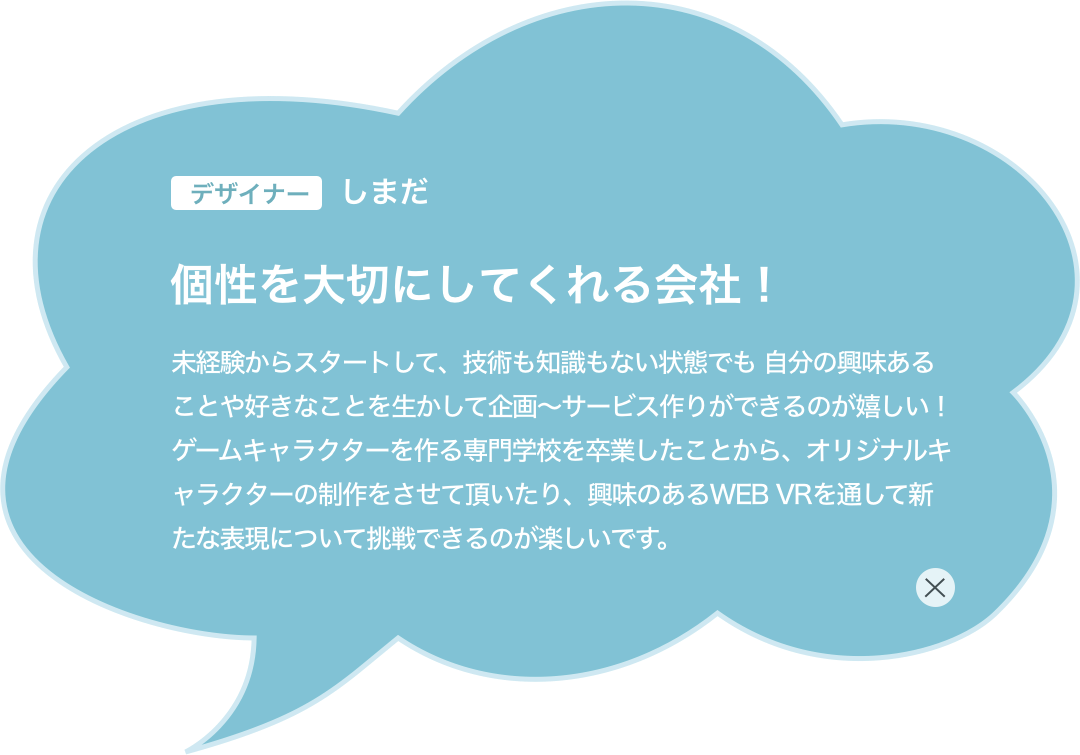 デザイナー しまだ
個性を大切にしてくれる会社！
未経験からスタートして、技術も知識もない状態でも 自分の興味ある
ことや好きなことを生かして企画〜サービス作りができるのが嬉しい！
ゲームキャラクターを作る専門学校を卒業したことから、オリジナルキ
ャラクターの制作をさせて頂いたり、興味のあるWEB VRを通して新
たな表現について挑戦できるのが楽しいです。